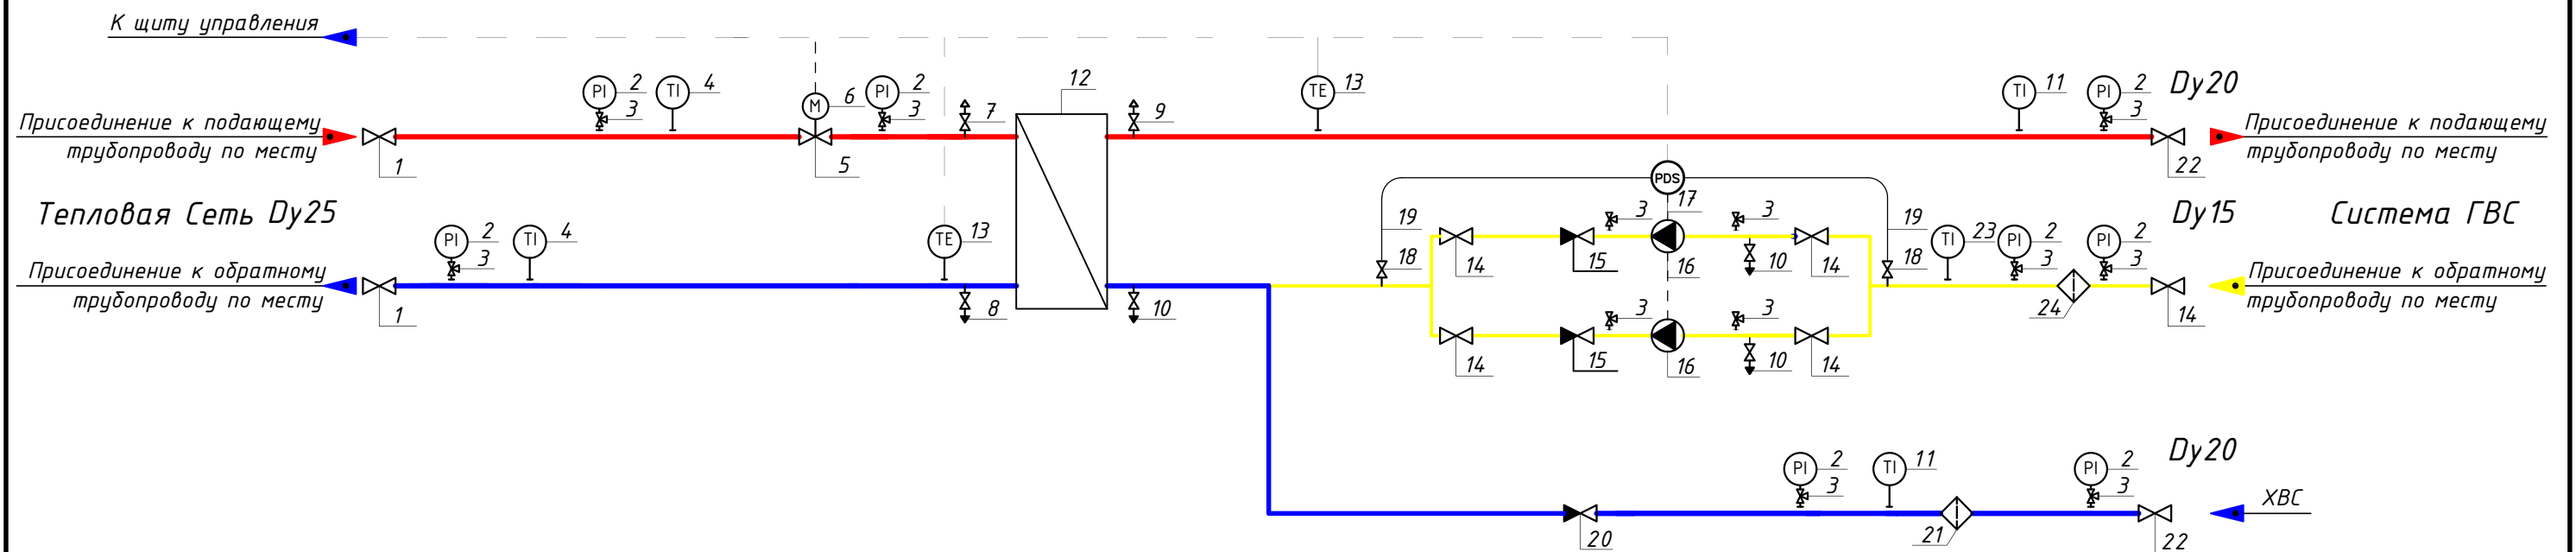 К щиту управления
PI 2 TI 4 М 6 PI 2 12 TE 13 TI 11 PI 2 Dy20
3 3 7 9 3
Присоединение к подающему Присоединение к подающему
трубопроводу по месту трубопроводу по месту
1 5 22
PDS
17
Тепловая Сеть Dy25 19 3 3 19 Dy15 Система ГВС
PI 2 TI 4 TE 13 TI 23 PI 2 PI 2
3 18 14 15 16 10 14 18 3 3
Присоединение к обратному Присоединение к обратному
трубопроводу по месту трубопроводу по месту
1 8 10 3 3 24 14
14 15 16 10 14
Dy20
PI 2 TI 11 PI 2
3 3
ХВС
20 21 22